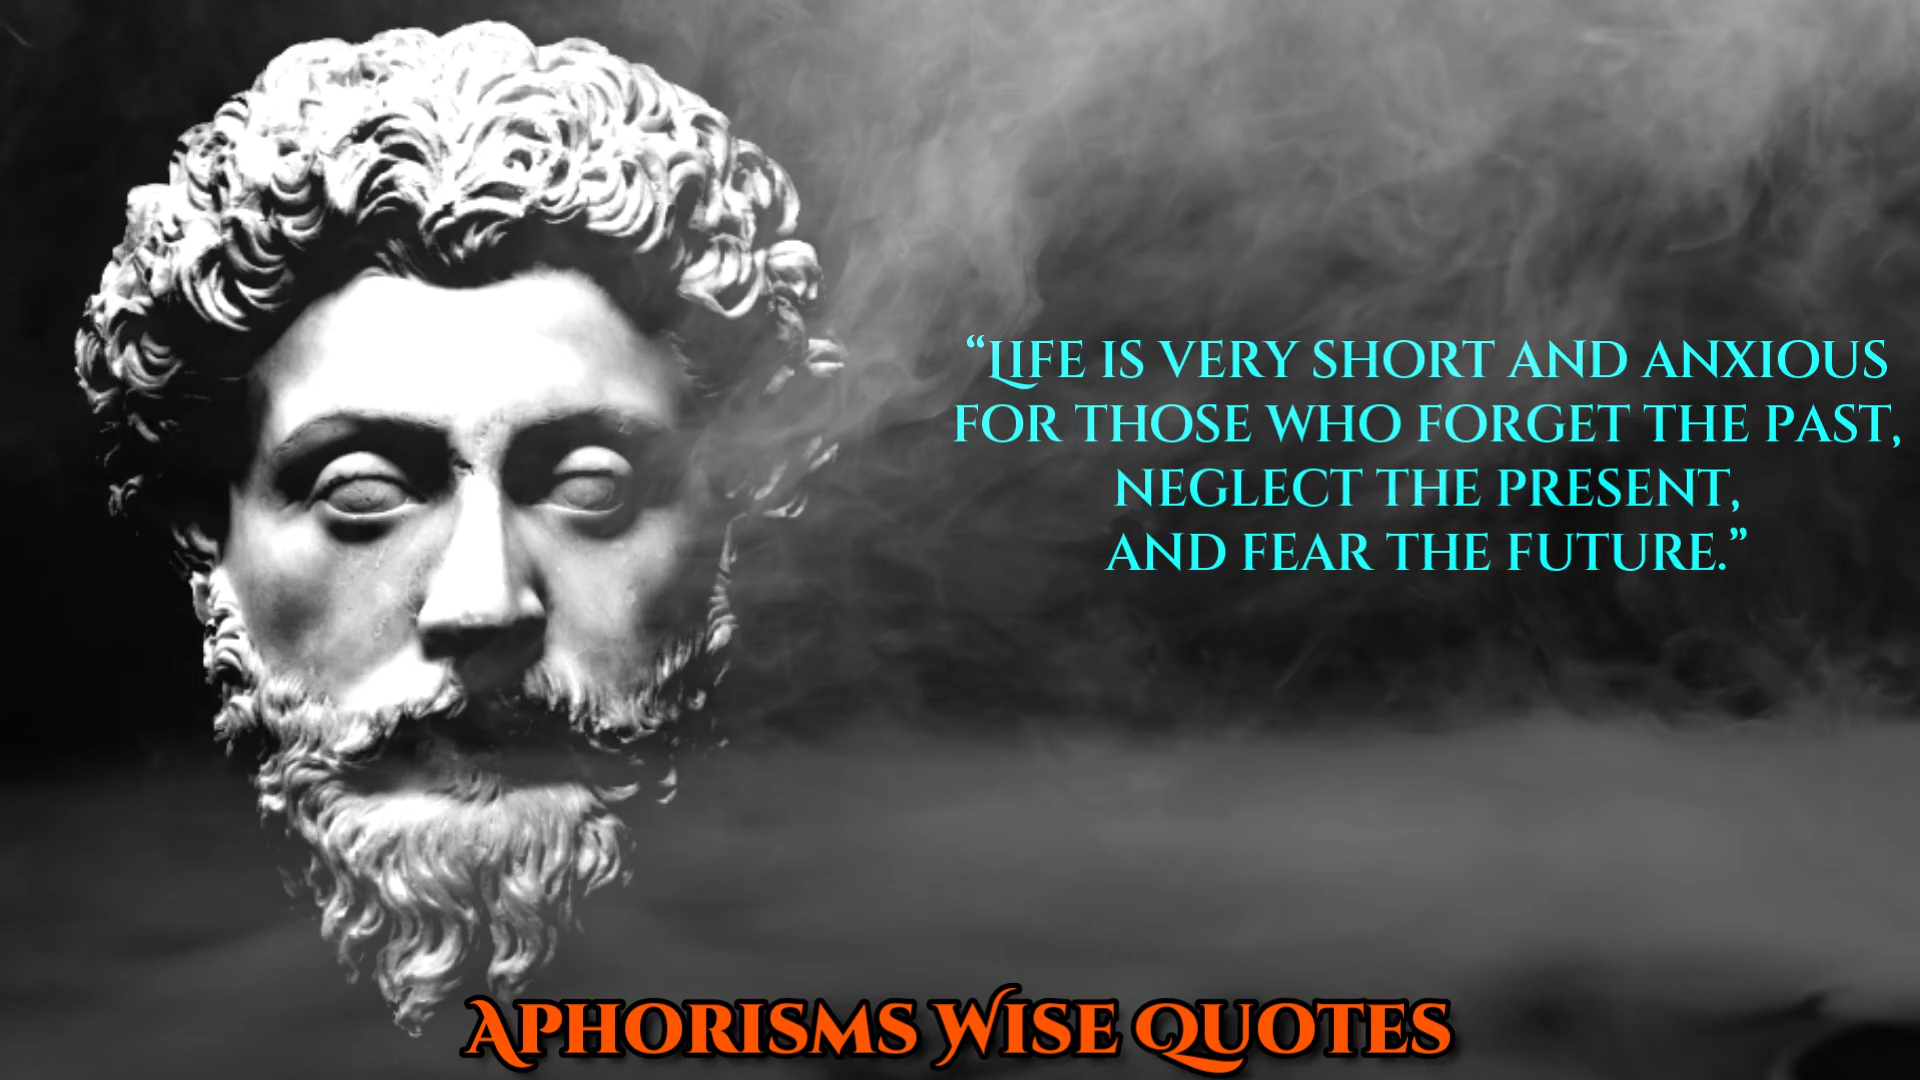 “Life is very short and anxious
for those who forget the past,
neglect the present,
and fear the future.”
Aphorisms Wise Quotes